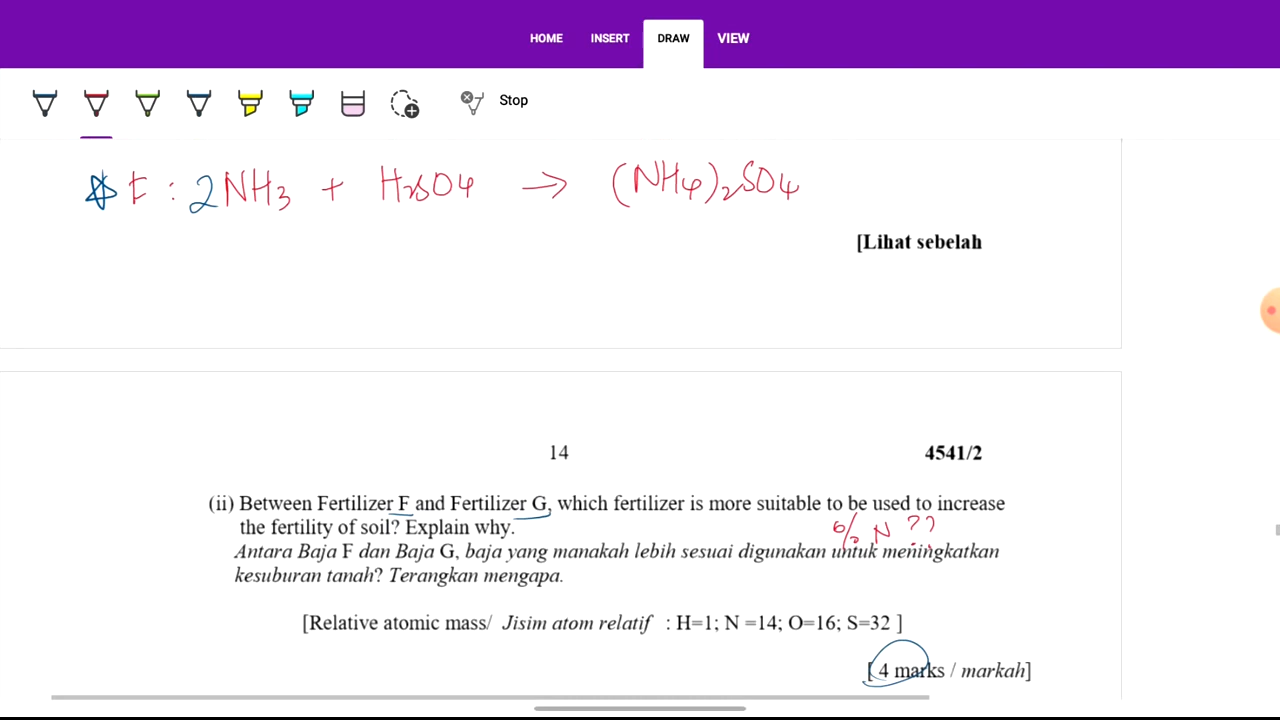 HOME INSERT DRAW VIEW
Stop
E : 2NH3 + H2SO4 → (NH4)2SO4
[Lihat sebelah
14 4541/2
(ii) Between Fertilizer F and Fertilizer G, which fertilizer is more suitable to be used to increase
the fertility of soil? Explain why.
% N ??
Antara Baja F dan Baja G, baja yang manakah lebih sesuai digunakan untuk meningkatkan
kesuburan tanah? Terangkan mengapa.
[Relative atomic mass/ Jisim atom relatif : H=1; N =14; O=16; S=32 ]
[ 4 marks / markah]